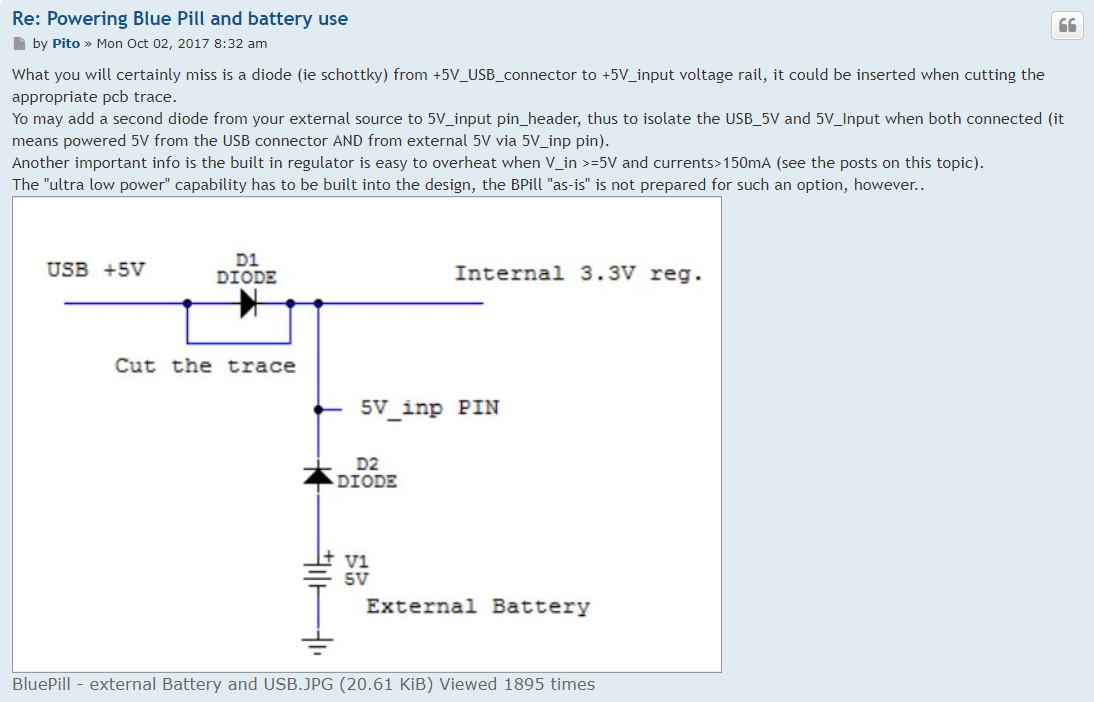 Re: Powering Blue Pill and battery use
by Pito » Mon Oct 02, 2017 8:32 am
What you will certainly miss is a diode (ie schottky) from +5V_USB_connector to +5V_input voltage rail, it could be inserted when cutting the
appropriate pcb trace.
Yo may add a second diode from your external source to 5V_input pin_header, thus to isolate the USB_5V and 5V_Input when both connected (it
means powered 5V from the USB connector AND from external 5V via 5V_inp pin).
Another important info is the built in regulator is easy to overheat when V_in >=5V and currents>150mA (see the posts on this topic).
The "ultra low power" capability has to be built into the design, the BPill "as-is" is not prepared for such an option, however..
USB +5V
D1
DIODE
Internal 3.3V reg.
Cut the trace
5V_inp PIN
D2
DIODE
+
V1
5V
External Battery
BluePill - external Battery and USB.JPG (20.61 KiB) Viewed 1895 times